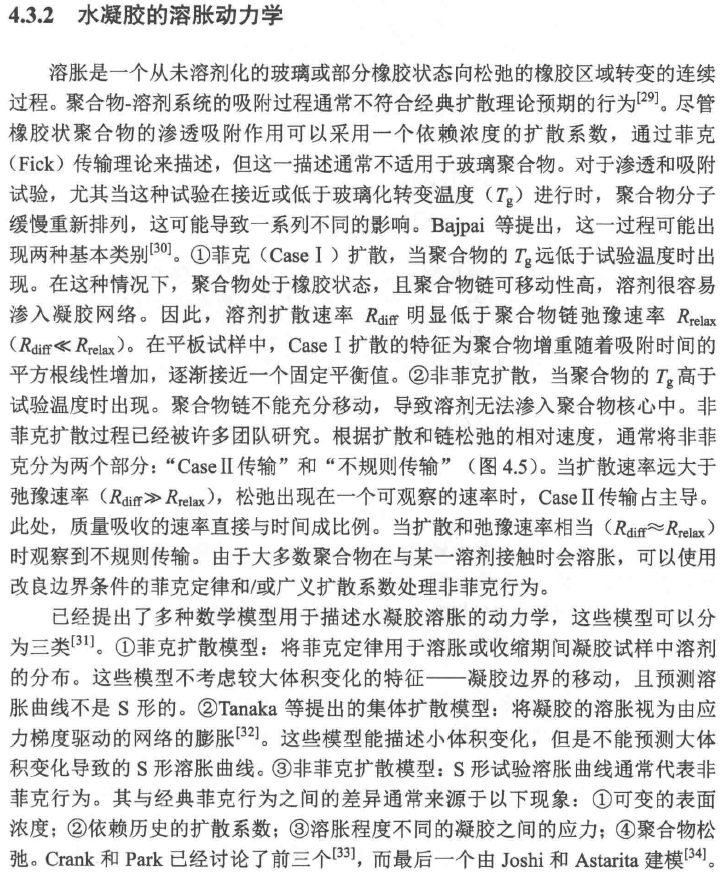 4.3.2 水凝胶的溶胀动力学
溶胀是一个从未溶剂化的玻璃或部分橡胶状态向松弛的橡胶区域转变的连续
过程。聚合物-溶剂系统的吸附过程通常不符合经典扩散理论预期的行为[29]。尽管
橡胶状聚合物的渗透吸附作用可以采用一个依赖浓度的扩散系数，通过菲克
（Fick）传输理论来描述，但这一描述通常不适用于玻璃聚合物。对于渗透和吸附
试验，尤其当这种试验在接近或低于玻璃化转变温度（Tg）进行时，聚合物分子
缓慢重新排列，这可能导致一系列不同的影响。Bajpai 等提出，这一过程可能出
现两种基本类别[30]。①菲克（CaseⅠ）扩散，当聚合物的 Tg 远低于试验温度时出
现。在这种情况下，聚合物处于橡胶状态，且聚合物链可移动性高，溶剂很容易
渗入凝胶网络。因此，溶剂扩散速率 Rdiff 明显低于聚合物链弛豫速率 Rrelax
（Rdiff≪Rrelax）。在平板试样中，CaseⅠ扩散的特征为聚合物增重随着吸附时间的
平方根线性增加，逐渐接近一个固定平衡值。②非菲克扩散，当聚合物的 Tg 高于
试验温度时出现。聚合物链不能充分移动，导致溶剂无法渗入聚合物核心中。非
菲克扩散过程已经被许多团队研究。根据扩散和链松弛的相对速度，通常将非菲
克分为两个部分：“CaseⅡ传输”和“不规则传输”（图 4.5）。当扩散速率远大于
弛豫速率（Rdiff≫Rrelax），松弛出现在一个可观察的速率时，CaseⅡ传输占主导。
此处，质量吸收的速率直接与时间成比例。当扩散和弛豫速率相当（Rdiff≈Rrelax）
时观察到不规则传输。由于大多数聚合物在与某一溶剂接触时会溶胀，可以使用
改良边界条件的菲克定律和/或广义扩散系数处理非菲克行为。
已经提出了多种数学模型用于描述水凝胶溶胀的动力学，这些模型可以分
为三类[31]。①菲克扩散模型：将菲克定律用于溶胀或收缩期间凝胶试样中溶剂
的分布。这些模型不考虑较大体积变化的特征——凝胶边界的移动，且预测溶
胀曲线不是 S 形的。②Tanaka 等提出的集体扩散模型：将凝胶的溶胀视为由应
力梯度驱动的网络的膨胀[32]。这些模型能描述小体积变化，但是不能预测大体
积变化导致的 S 形溶胀曲线。③非菲克扩散模型：S 形试验溶胀曲线通常代表非
菲克行为。其与经典菲克行为之间的差异通常来源于以下现象：①可变的表面
浓度；②依赖历史的扩散系数；③溶胀程度不同的凝胶之间的应力；④聚合物松
弛。Crank 和 Park 已经讨论了前三个[33]，而最后一个由 Joshi 和 Astarita 建模[34]。